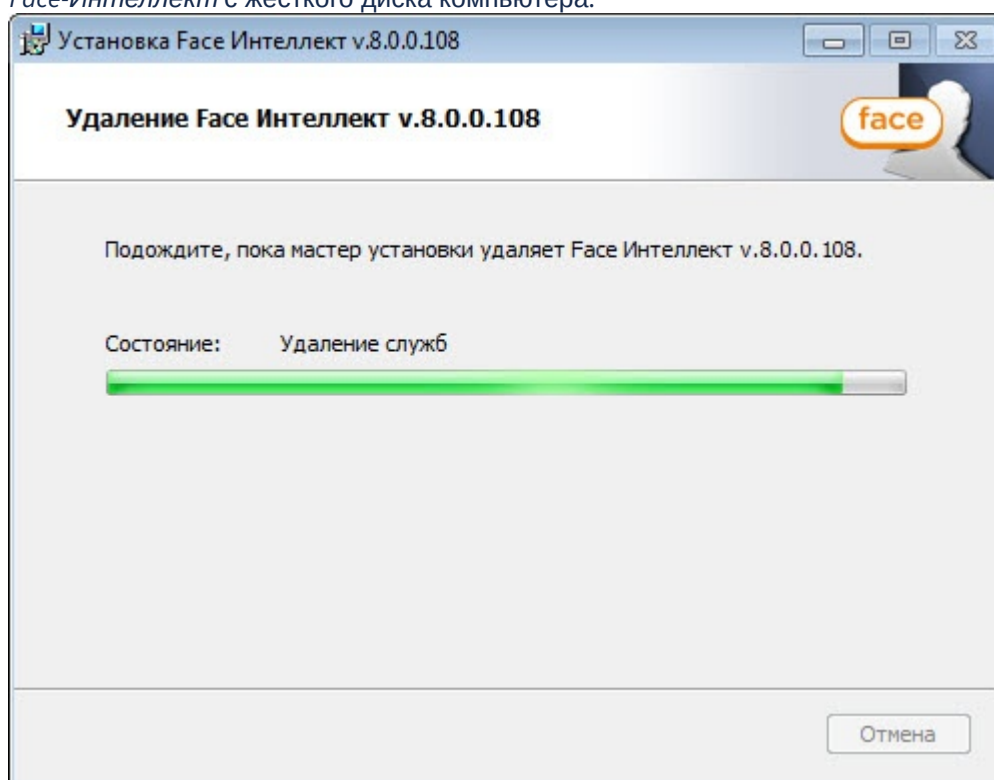 Face-Интеллект с жесткого диска компьютера.
Установка Face Интеллект v.8.0.0.108
Удаление Face Интеллект v.8.0.0.108
face
Подождите, пока мастер установки удаляет Face Интеллект v.8.0.0.108.
Состояние: Удаление служб
Отмена